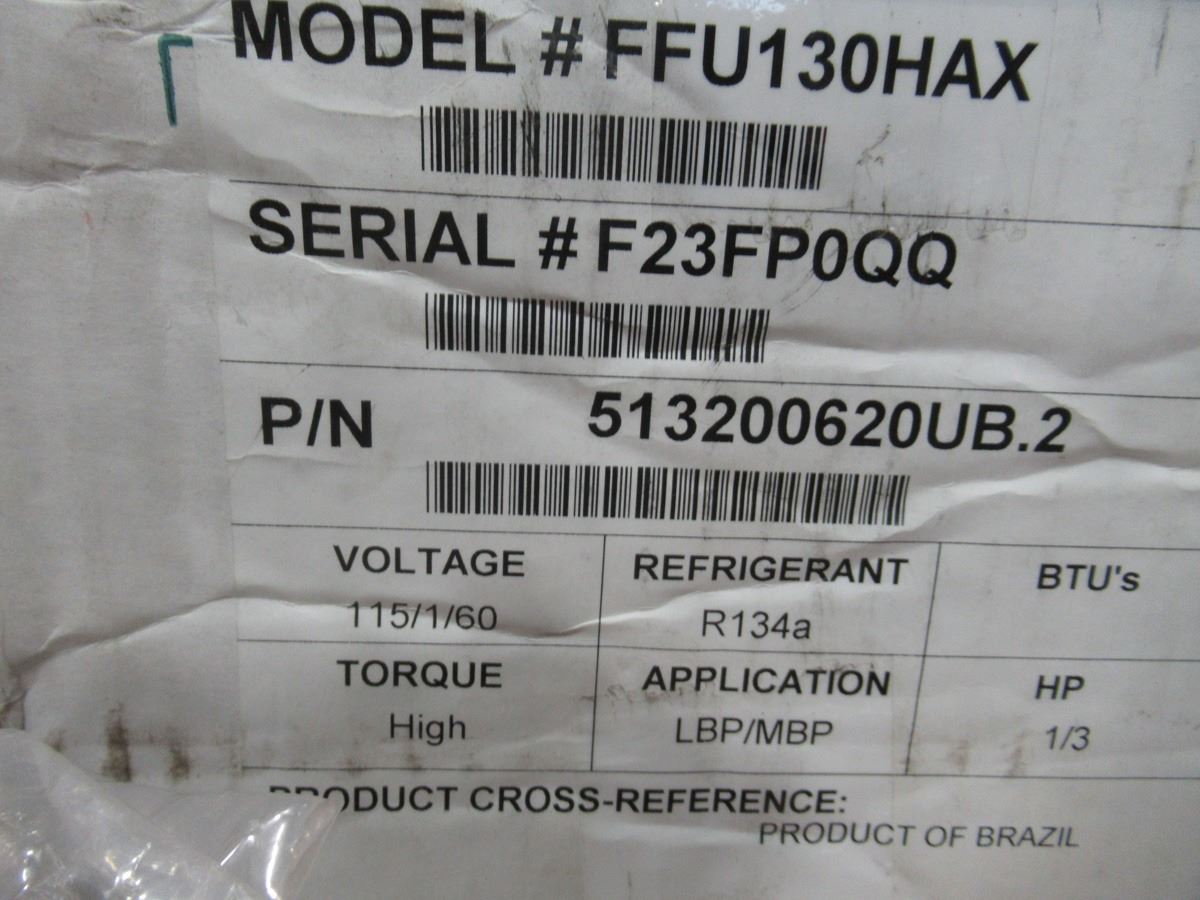 MODEL # FFU130HAX
SERIAL # F23FP0QQ
P/N 513200620UB.2
VOLTAGE REFRIGERANT BTU's
115/1/60 R134a
TORQUE APPLICATION HP
High LBP/MBP 1/3
PRODUCT CROSS-REFERENCE:
PRODUCT OF BRAZIL